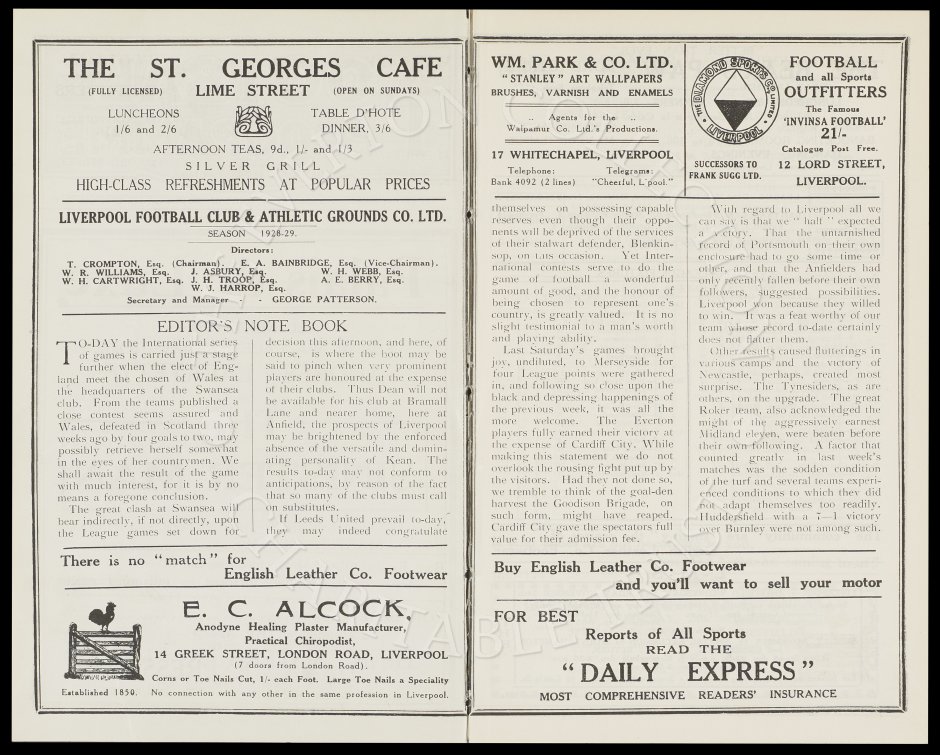 THE ST. GEORGES CAFE
(FULLY LICENSED) LIME STREET (OPEN ON SUNDAYS)
LUNCHEONS TABLE D'HOTE
1/6 and 2/6 DINNER, 3/6
AFTERNOON TEAS, 9d., 1/- and 1/3
SILVER GRILL
HIGH-CLASS REFRESHMENTS AT POPULAR PRICES
LIVERPOOL FOOTBALL CLUB & ATHLETIC GROUNDS CO. LTD.
SEASON 1928-29.
Directors:
T. CROMPTON, Esq. (Chairman). E. A. BAINBRIDGE, Esq. (Vice-Chairman).
W. R. WILLIAMS, Esq. J. ASBURY, Esq. W. H. WEBB, Esq.
W. H. CARTWRIGHT, Esq. J. H. TROOP, Esq. A. E. BERRY, Esq.
W. J. HARROP, Esq.
Secretary and Manager - - GEORGE PATTERSON.
EDITOR'S NOTE BOOK
TO-DAY the International series
of games is carried just a stage
further when the elect of Eng-
land meet the chosen of Wales at
the headquarters of the Swansea
club. From the teams published a
close contest seems assured and
Wales, defeated in Scotland three
weeks ago by four goals to two, may
possibly retrieve herself somewhat
in the eyes of her countrymen. We
shall await the result of the game
with much interest, for it is by no
means a foregone conclusion.
The great clash at Swansea will
bear indirectly, if not directly, upon
the League games set down for
decision this afternoon, and here, of
course, is where the boot may be
said to pinch when very prominent
players are honoured at the expense
of their clubs. Thus Dean will not
be available for his club at Bramall
Lane and nearer home, here at
Anfield, the prospects of Liverpool
may be brightened by the enforced
absence of the versatile and domin-
ating personality of Kean. The
results to-day may not conform to
anticipations, by reason of the fact
that so many of the clubs must call
on substitutes.
If Leeds United prevail to-day,
they may indeed congratulate
There is no "match" for
English Leather Co. Footwear
E. C. ALCOCK,
Anodyne Healing Plaster Manufacturer,
Practical Chiropodist,
14 GREEK STREET, LONDON ROAD, LIVERPOOL
(7 doors from London Road).
Corns or Toe Nails Cut, 1/- each Foot. Large Toe Nails a Speciality
Established 1850. No connection with any other in the same profession in Liverpool.
WM. PARK & CO. LTD.
"STANLEY" ART WALLPAPERS
BRUSHES, VARNISH AND ENAMELS
.. Agents for the ..
Walpamur Co. Ltd.'s Productions.
17 WHITECHAPEL, LIVERPOOL
Telephone: Telegrams:
Bank 4092 (2 lines) "Cheerful, L'pool."
THE DIAMOND SPORTS CO. LIMITED
LIVERPOOL
SUCCESSORS TO
FRANK SUGG LTD.
FOOTBALL
and all Sports
OUTFITTERS
The Famous
'INVINSA FOOTBALL'
21/-
Catalogue Post Free.
12 LORD STREET,
LIVERPOOL.
themselves on possessing capable
reserves even though their oppo-
nents will be deprived of the services
of their stalwart defender, Blenkin-
sop, on this occasion. Yet Inter-
national contests serve to do the
game of football a wonderful
amount of good, and the honour of
being chosen to represent one's
country, is greatly valued. It is no
slight testimonial to a man's worth
and playing ability.
Last Saturday's games brought
joy, undiluted, to Merseyside for
four League points were gathered
in, and following so close upon the
black and depressing happenings of
the previous week, it was all the
more welcome. The Everton
players fully earned their victory at
the expense of Cardiff City. While
making this statement we do not
overlook the rousing fight put up by
the visitors. Had they not done so,
we tremble to think of the goal-den
harvest the Goodison Brigade, on
such form, might have reaped.
Cardiff City gave the spectators full
value for their admission fee.
With regard to Liverpool all we
can say is that we "half" expected
a victory. That the untarnished
record of Portsmouth on their own
enclosure had to go some time or
other, and that the Anfielders had
only recently fallen before their own
followers, suggested possibilities.
Liverpool won because they willed
to win. It was a feat worthy of our
team whose record to-date certainly
does not flatter them.
Other results caused flutterings in
various camps and the victory of
Newcastle, perhaps, created most
surprise. The Tynesiders, as are
others, on the upgrade. The great
Roker team, also acknowledged the
might of the aggressively earnest
Midland eleven, were beaten before
their own following. A factor that
counted greatly in last week's
matches was the sodden condition
of the turf and several teams experi-
enced conditions to which they did
not adapt themselves too readily.
Huddersfield with a 7—1 victory
over Burnley were not among such.
Buy English Leather Co. Footwear
and you'll want to sell your motor
FOR BEST
Reports of All Sports
READ THE
"DAILY EXPRESS"
MOST COMPREHENSIVE READERS' INSURANCE